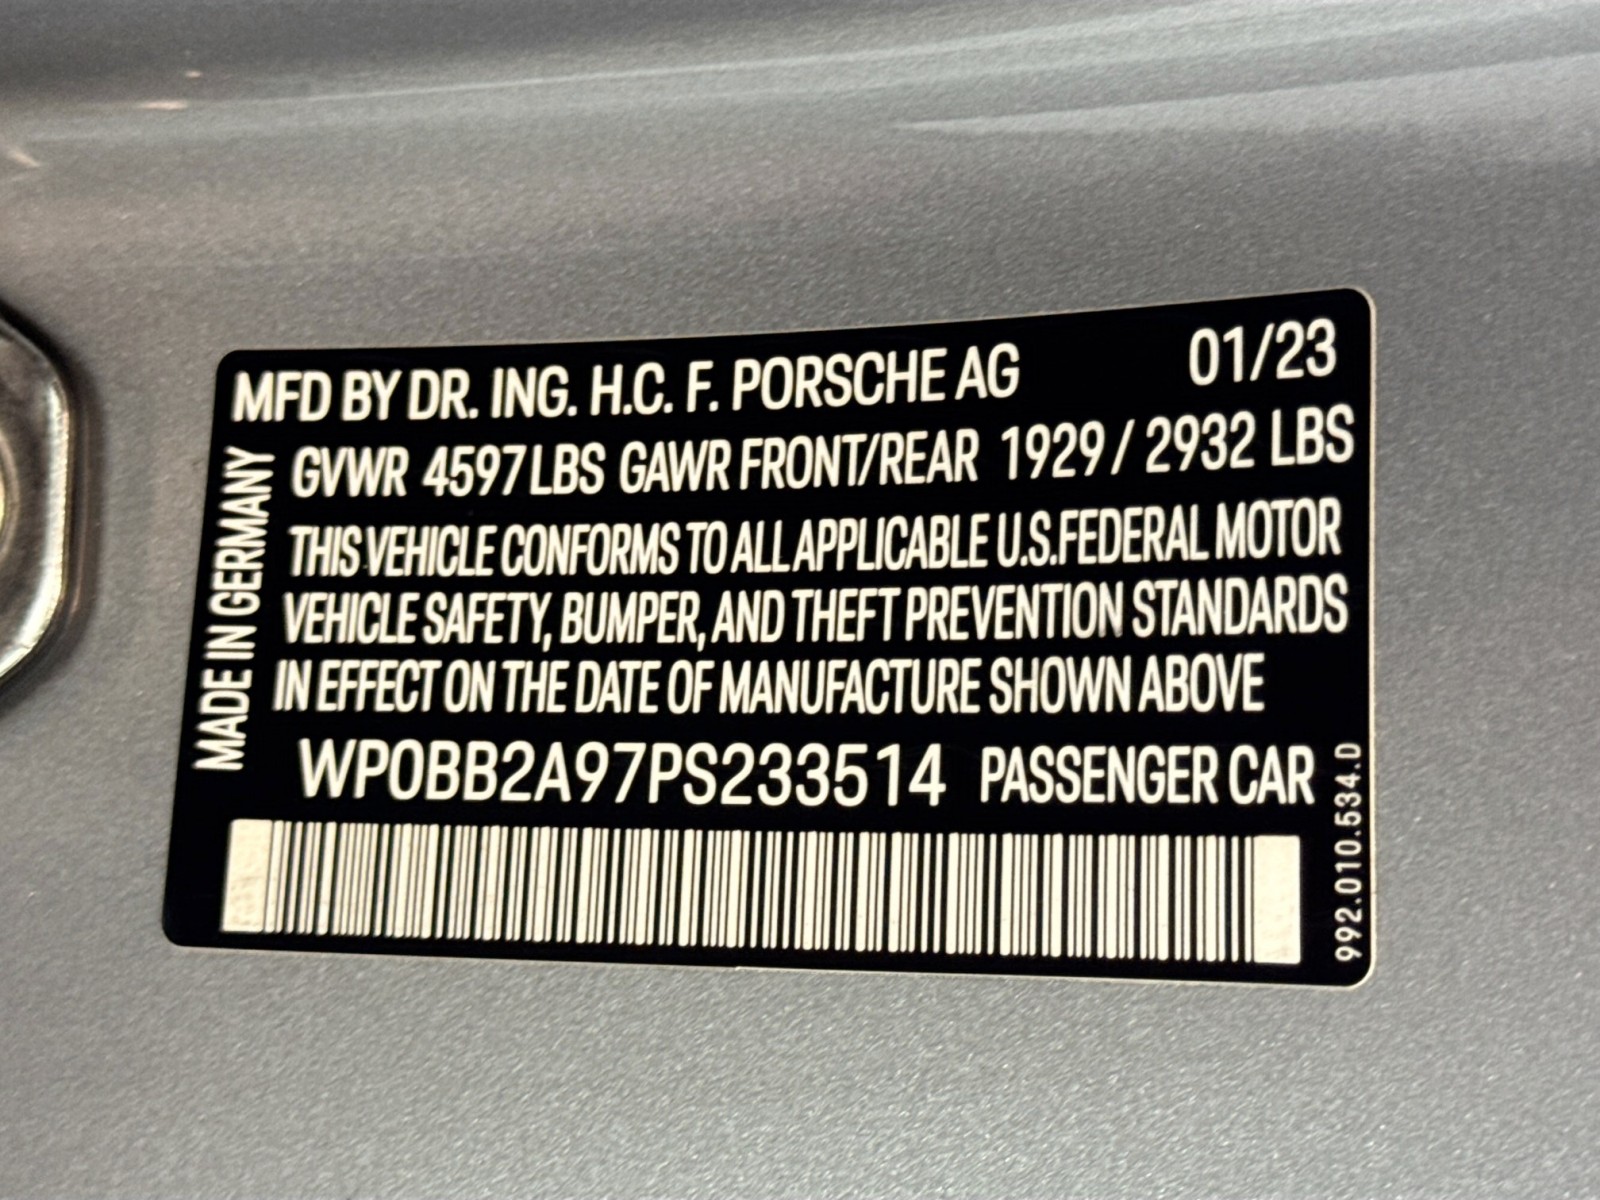 MFD BY DR. ING. H.C. F. PORSCHE AG 01/23
GVWR 4597 LBS GAWR FRONT/REAR 1929 / 2932 LBS
THIS VEHICLE CONFORMS TO ALL APPLICABLE U.S.FEDERAL MOTOR
VEHICLE SAFETY, BUMPER, AND THEFT PREVENTION STANDARDS
IN EFFECT ON THE DATE OF MANUFACTURE SHOWN ABOVE
WP0BB2A97PS233514 PASSENGER CAR
MADE IN GERMANY
992.010.534.D